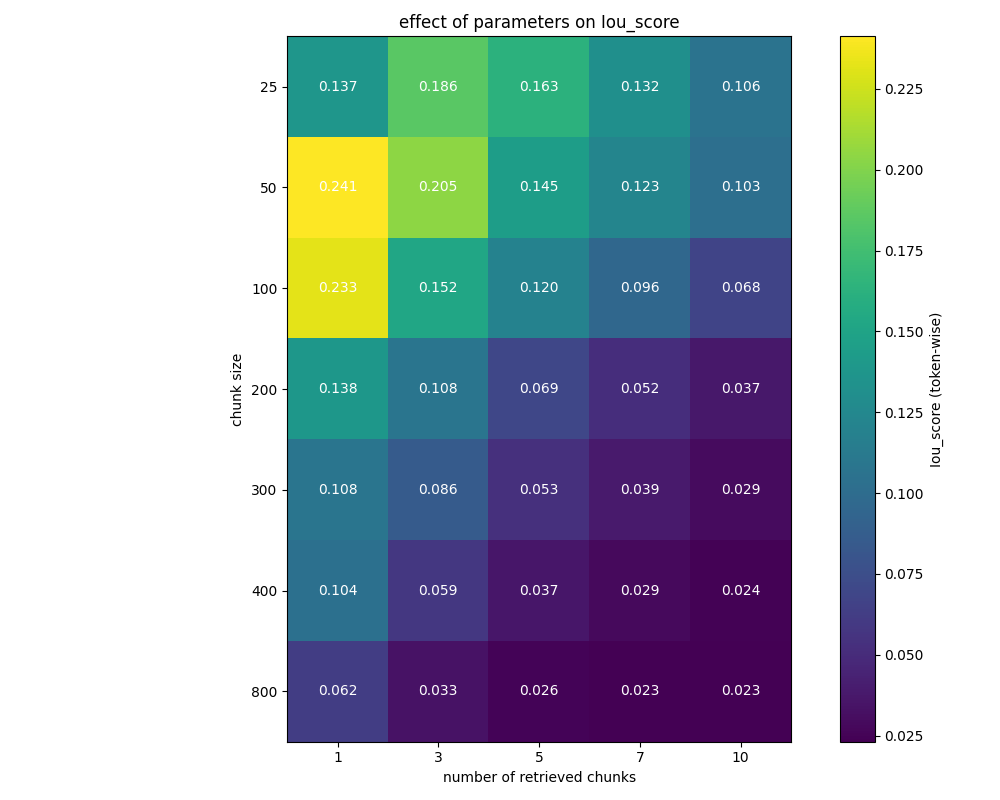 effect of parameters on Iou_score
25 0.137 0.186 0.163 0.132 0.106
50 0.241 0.205 0.145 0.123 0.103
100 0.233 0.152 0.120 0.096 0.068
200 0.138 0.108 0.069 0.052 0.037
300 0.108 0.086 0.053 0.039 0.029
400 0.104 0.059 0.037 0.029 0.024
800 0.062 0.033 0.026 0.023 0.023
1 3 5 7 10
number of retrieved chunks
chunk size
0.225
0.200
0.175
0.150
0.125
0.100
0.075
0.050
0.025
Iou_score (token-wise)